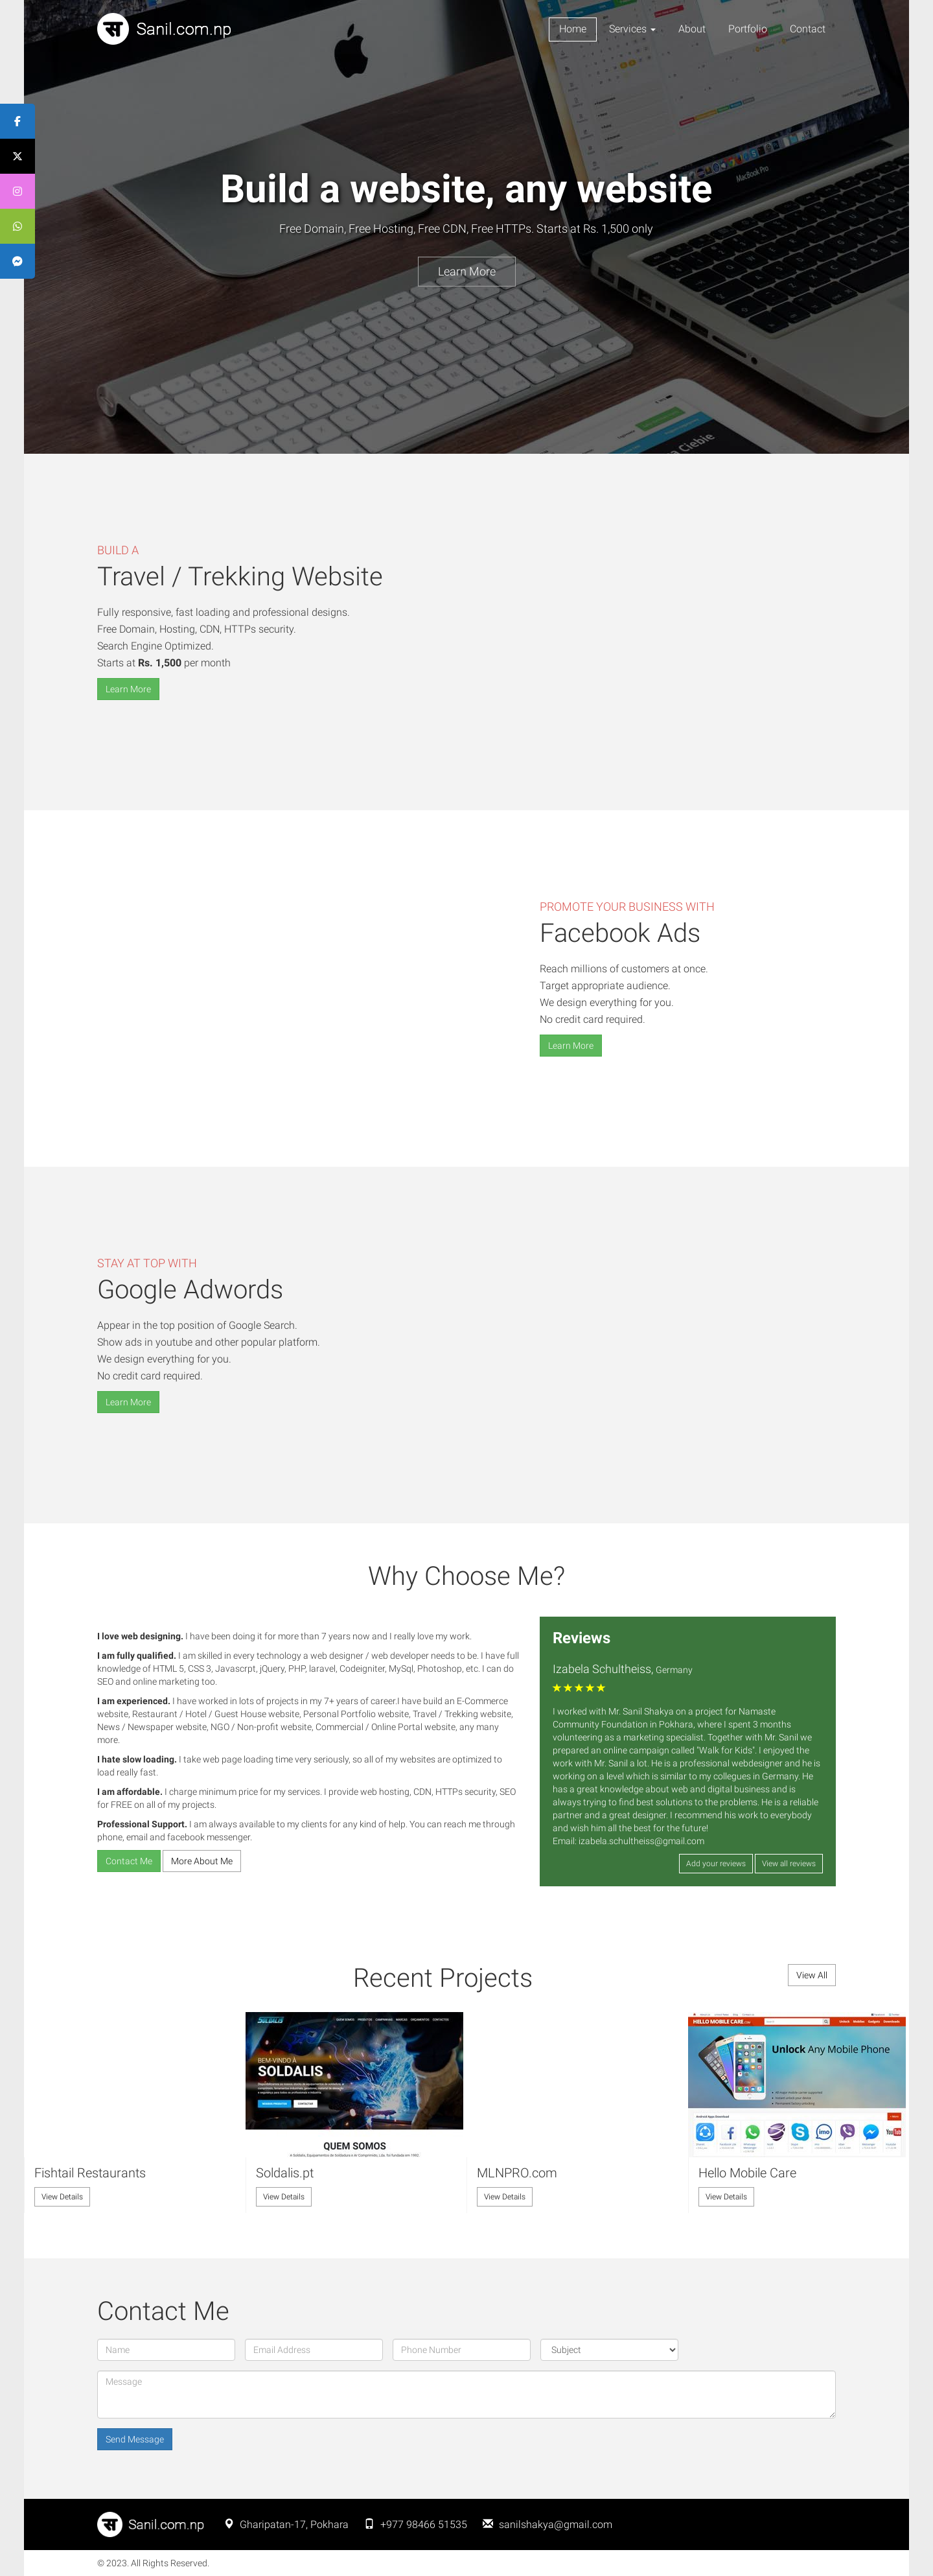 स Sanil.com.np
Home Services About Portfolio Contact
MacBook Pro
Build a website, any website
Free Domain, Free Hosting, Free CDN, Free HTTPs. Starts at Rs. 1,500 only
Learn More
BUILD A
Travel / Trekking Website
Fully responsive, fast loading and professional designs.
Free Domain, Hosting, CDN, HTTPs security.
Search Engine Optimized.
Starts at Rs. 1,500 per month
Learn More
PROMOTE YOUR BUSINESS WITH
Facebook Ads
Reach millions of customers at once.
Target appropriate audience.
We design everything for you.
No credit card required.
Learn More
STAY AT TOP WITH
Google Adwords
Appear in the top position of Google Search.
Show ads in youtube and other popular platform.
We design everything for you.
No credit card required.
Learn More
Why Choose Me?
I love web designing. I have been doing it for more than 7 years now and I really love my work.
I am fully qualified. I am skilled in every technology a web designer / web developer needs to be. I have full
knowledge of HTML 5, CSS 3, Javascrpt, jQuery, PHP, laravel, Codeigniter, MySql, Photoshop, etc. I can do
SEO and online marketing too.
I am experienced. I have worked in lots of projects in my 7+ years of career.I have build an E-Commerce
website, Restaurant / Hotel / Guest House website, Personal Portfolio website, Travel / Trekking website,
News / Newspaper website, NGO / Non-profit website, Commercial / Online Portal website, any many
more.
I hate slow loading. I take web page loading time very seriously, so all of my websites are optimized to
load really fast.
I am affordable. I charge minimum price for my services. I provide web hosting, CDN, HTTPs security, SEO
for FREE on all of my projects.
Professional Support. I am always available to my clients for any kind of help. You can reach me through
phone, email and facebook messenger.
Contact Me More About Me
Reviews
Izabela Schultheiss, Germany
★★★★★
I worked with Mr. Sanil Shakya on a project for Namaste
Community Foundation in Pokhara, where I spent 3 months
volunteering as a marketing specialist. Together with Mr. Sanil we
prepared an online campaign called "Walk for Kids". I enjoyed the
work with Mr. Sanil a lot. He is a professional webdesigner and he is
working on a level which is similar to my collegues in Germany. He
has a great knowledge about web and digital business and is
always trying to find best solutions to the problems. He is a reliable
partner and a great designer. I recommend his work to everybody
and wish him all the best for the future!
Email: izabela.schultheiss@gmail.com
Add your reviews View all reviews
Recent Projects
View All
SOLDALIS
BEM-VINDO À
SOLDALIS
QUEM SOMOS
HELLO MOBILE CARE
Unlock Any Mobile Phone
Fishtail Restaurants
View Details
Soldalis.pt
View Details
MLNPRO.com
View Details
Hello Mobile Care
View Details
Contact Me
Name Email Address Phone Number Subject
Message
Send Message
स Sanil.com.np Gharipatan-17, Pokhara +977 98466 51535 sanilshakya@gmail.com
© 2023. All Rights Reserved.